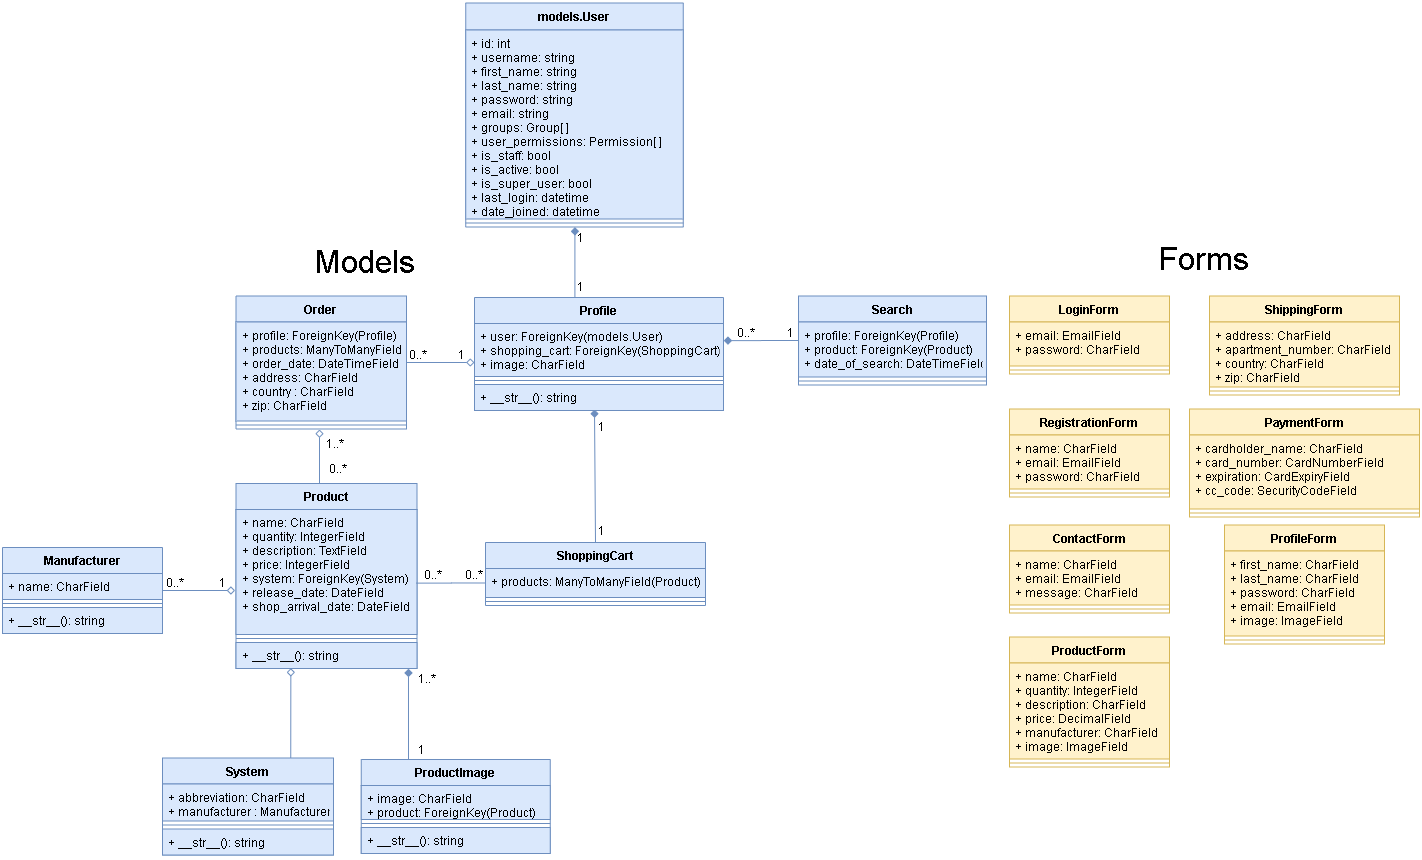 models.User
+ id: int
+ username: string
+ first_name: string
+ last_name: string
+ password: string
+ email: string
+ groups: Group[]
+ user_permissions: Permission[]
+ is_staff: bool
+ is_active: bool
+ is_super_user: bool
+ last_login: datetime
+ date_joined: datetime
1
1
Models
Forms
Order
+ profile: ForeignKey(Profile)
+ products: ManyToManyField
+ order_date: DateTimeField
+ address: CharField
+ country : CharField
+ zip: CharField
0..*
1
Profile
+ user: ForeignKey(models.User)
+ shopping_cart: ForeignKey(ShoppingCart)
+ image: CharField
+ __str__(): string
0..*
1
Search
+ profile: ForeignKey(Profile)
+ product: ForeignKey(Product)
+ date_of_search: DateTimeField
1..*
0..*
1
1
Product
+ name: CharField
+ quantity: IntegerField
+ description: TextField
+ price: IntegerField
+ system: ForeignKey(System)
+ release_date: DateField
+ shop_arrival_date: DateField
+ __str__(): string
Manufacturer
+ name: CharField
+ __str__(): string
0..*
1
0..*
0..*
ShoppingCart
+ products: ManyToManyField(Product)
1..*
1
System
+ abbreviation: CharField
+ manufacturer : Manufacturer
+ __str__(): string
ProductImage
+ image: CharField
+ product: ForeignKey(Product)
+ __str__(): string
LoginForm
+ email: EmailField
+ password: CharField
ShippingForm
+ address: CharField
+ apartment_number: CharField
+ country: CharField
+ zip: CharField
RegistrationForm
+ name: CharField
+ email: EmailField
+ password: CharField
PaymentForm
+ cardholder_name: CharField
+ card_number: CardNumberField
+ expiration: CardExpiryField
+ cc_code: SecurityCodeField
ContactForm
+ name: CharField
+ email: EmailField
+ message: CharField
ProfileForm
+ first_name: CharField
+ last_name: CharField
+ password: CharField
+ email: EmailField
+ image: ImageField
ProductForm
+ name: CharField
+ quantity: IntegerField
+ description: CharField
+ price: DecimalField
+ manufacturer: CharField
+ image: ImageField